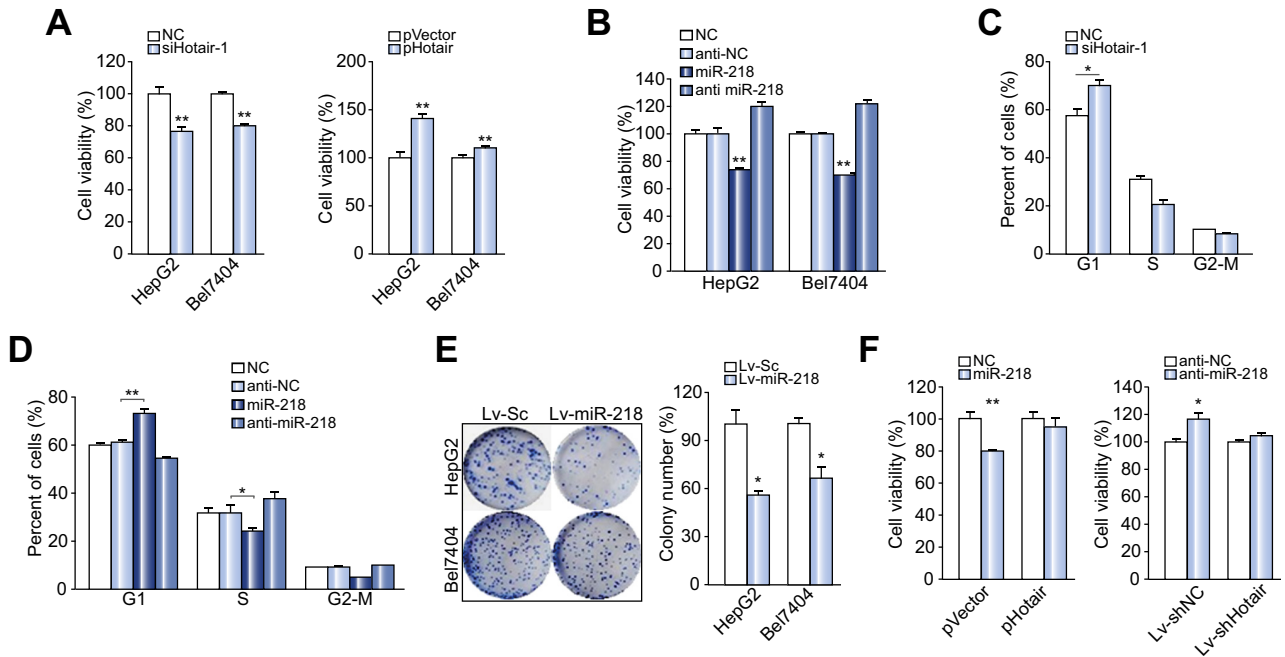 A
NC
siHotair-1
Cell viability (%)
120
100
80
60
40
20
0
**
**
HepG2
Bel7404
pVector
pHotair
Cell viability (%)
200
150
100
50
0
**
**
HepG2
Bel7404
B
NC
anti-NC
miR-218
anti miR-218
Cell viability (%)
140
120
100
80
60
40
20
0
**
**
HepG2
Bel7404
C
NC
siHotair-1
Percent of cells (%)
80
60
40
20
0
*
G1
S
G2-M
D
NC
anti-NC
miR-218
anti-miR-218
Percent of cells (%)
80
60
40
20
0
**
*
G1
S
G2-M
E
Lv-Sc
Lv-miR-218
HepG2
Bel7404
Lv-Sc
Lv-miR-218
Colony number (%)
120
90
60
30
0
*
*
HepG2
Bel7404
F
NC
miR-218
Cell viability (%)
120
100
80
60
40
20
0
**
pVector
pHotair
anti-NC
anti-miR-218
Cell viability (%)
140
120
100
80
60
40
20
0
*
Lv-shNC
Lv-shHotair